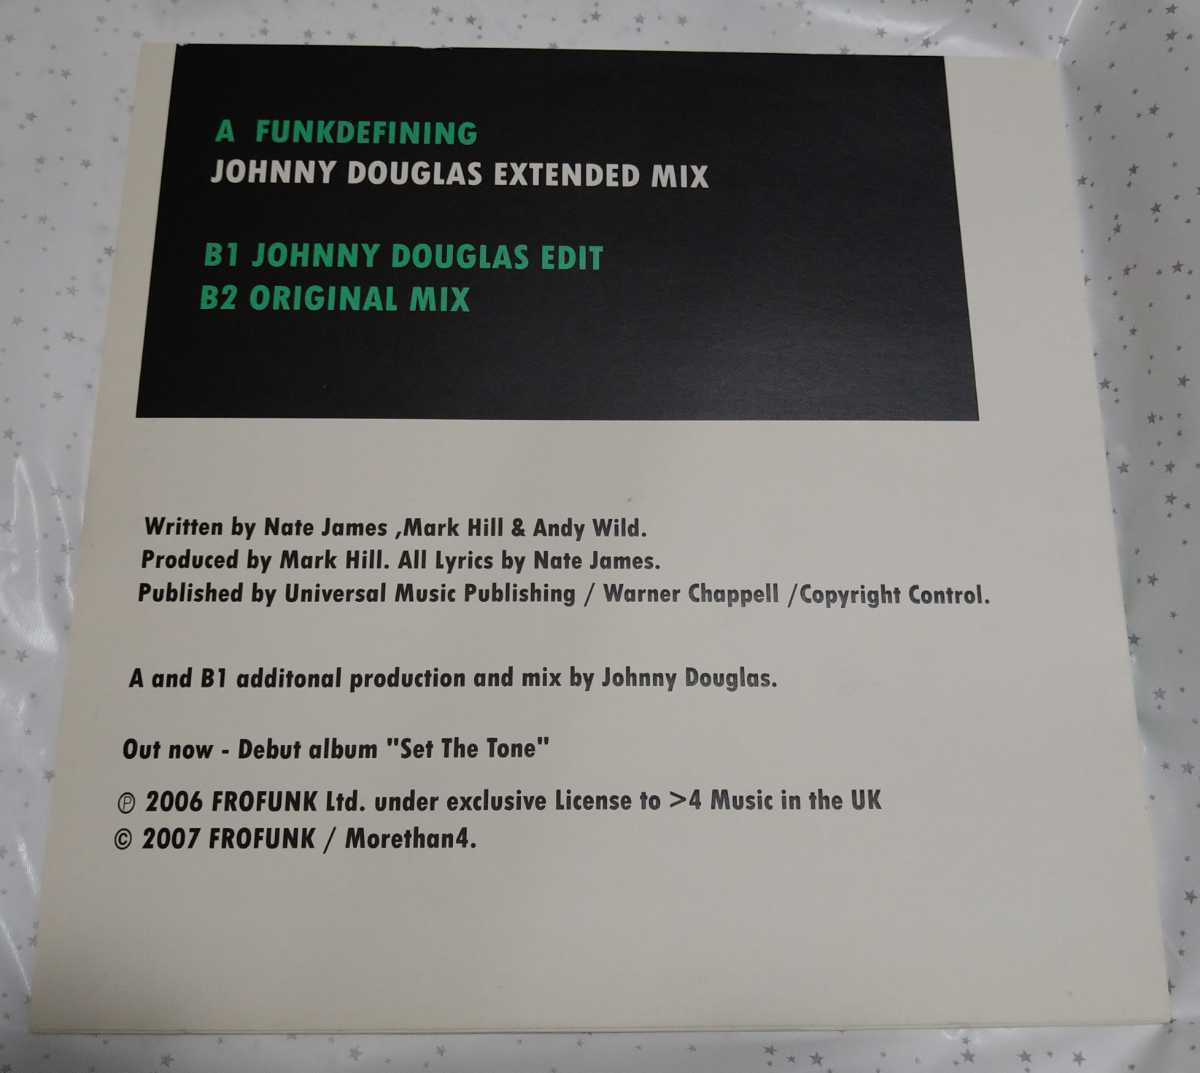 A FUNKDEFINING
JOHNNY DOUGLAS EXTENDED MIX
B1 JOHNNY DOUGLAS EDIT
B2 ORIGINAL MIX
Written by Nate James ,Mark Hill & Andy Wild.
Produced by Mark Hill. All Lyrics by Nate James.
Published by Universal Music Publishing / Warner Chappell /Copyright Control.
A and B1 additonal production and mix by Johnny Douglas.
Out now - Debut album "Set The Tone"
℗ 2006 FROFUNK Ltd. under exclusive License to >4 Music in the UK
© 2007 FROFUNK / Morethan4.